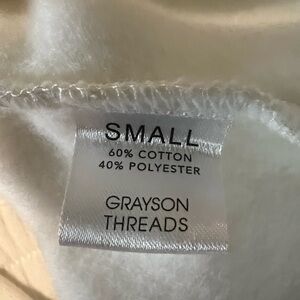 SMALL
60% COTTON
40% POLYESTER
GRAYSON
THREADS